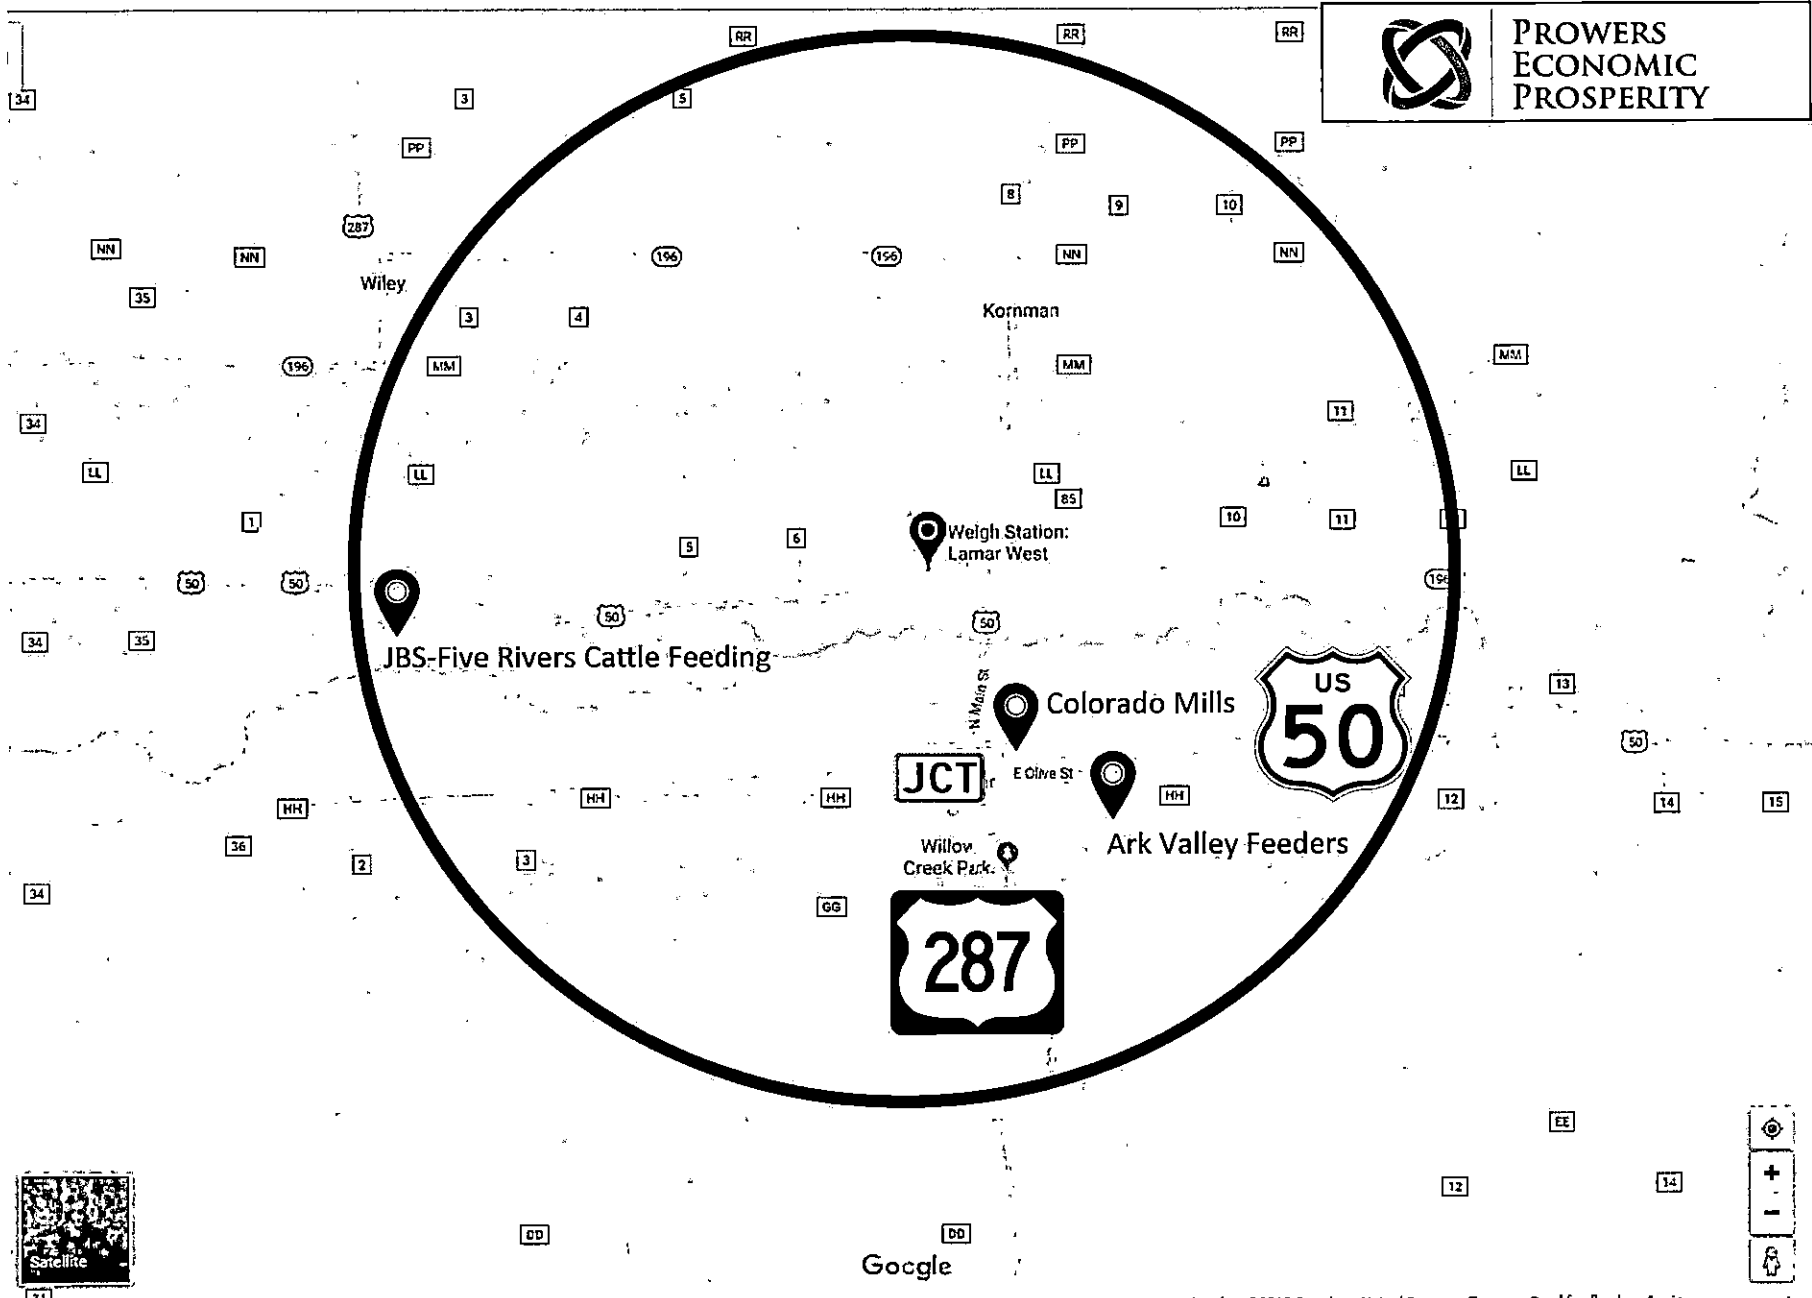 RR
RR
RR
PROWERS
ECONOMIC
PROSPERITY
34
3
5
PP
PP
PP
8
9
10
287
NN
NN
196
196
NN
NN
Wiley
35
3
4
Kornman
196
MM
MM
MM
34
11
LL
LL
LL
LL
85
1
5
6
Weigh Station:
Lamar West
10
11
50
50
196
50
50
34
35
JBS-Five Rivers Cattle Feeding
N Main St
Colorado Mills
US
50
13
50
JCT
E Olive St
HH
HH
HH
HH
12
14
15
Ark Valley Feeders
36
2
3
Willow
Creek Park
34
GG
287
EE
12
14
DD
DD
Satellite
Google
+
−